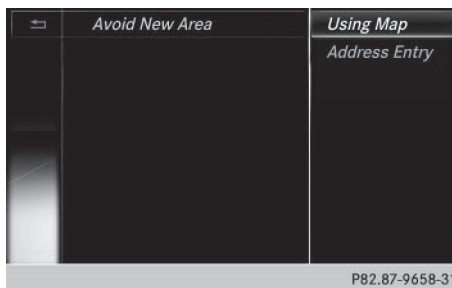 Avoid New Area
Using Map
Address Entry
P82.87-9658-31